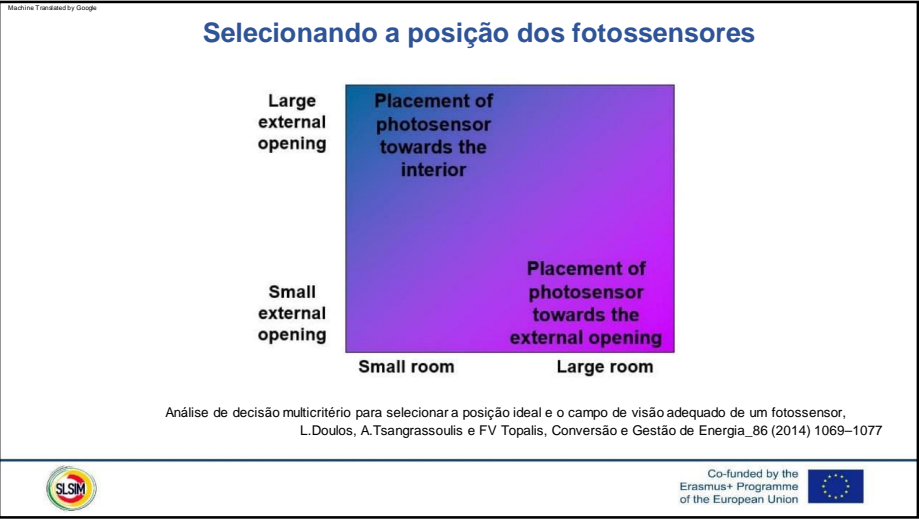 Machine Translated by Google
Selecionando a posição dos fotossensores
Large
external
opening
Placement of
photosensor
towards the
interior
Small
external
opening
Placement of
photosensor
towards the
external opening
Small room
Large room
Análise de decisão multicritério para selecionar a posição ideal e o campo de visão adequado de um fotossensor,
L.Doulos, A.Tsangrassoulis e FV Topalis, Conversão e Gestão de Energia_86 (2014) 1069–1077
SLSIM
Co-funded by the
Erasmus+ Programme
of the European Union